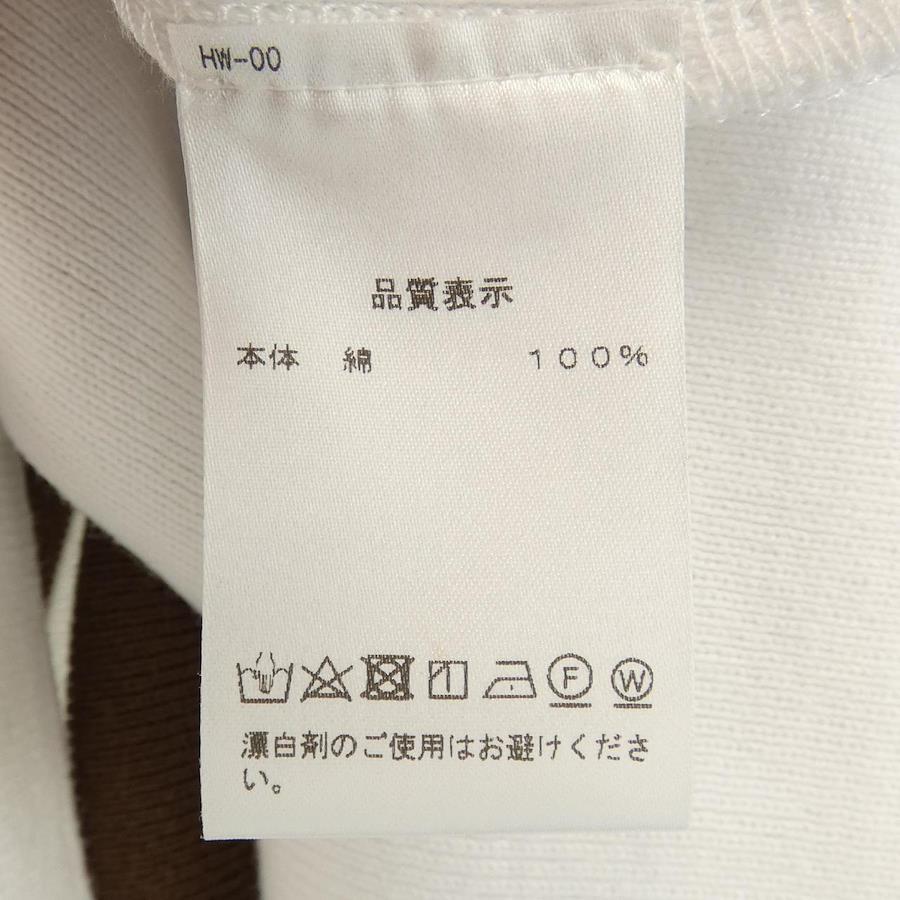 HW-00
品質表示
本体 綿 100%
F W
漂白剤のご使用はお避けくださ
い。